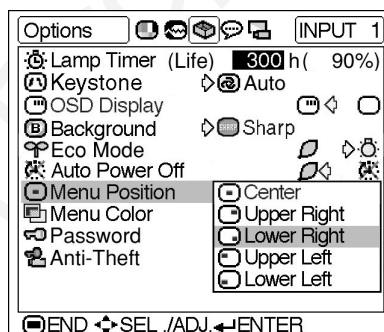 Options INPUT 1
Lamp Timer (Life) 300 h( 90%)
Keystone Auto
OSD Display
B Background SHARP Sharp
Eco Mode
Auto Power Off
Menu Position Center
Menu Color Upper Right
Password Lower Right
Anti-Theft Upper Left
Lower Left
END SEL./ADJ. ENTER